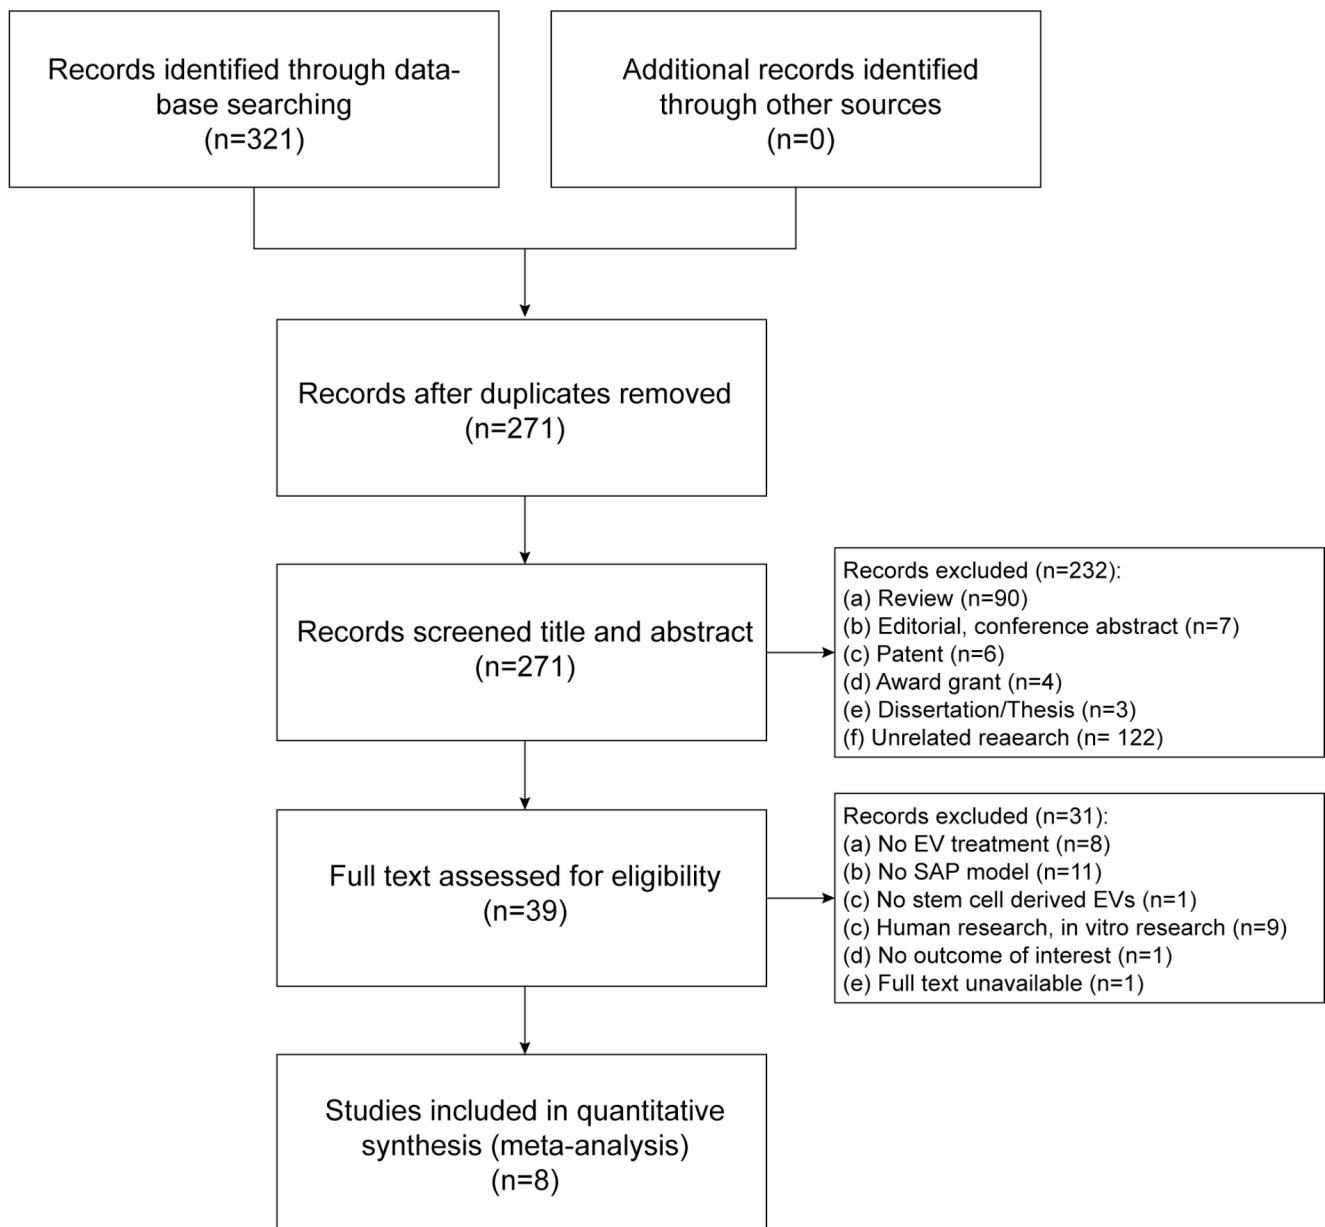 Records identified through data-
base searching
(n=321)
Additional records identified
through other sources
(n=0)
Records after duplicates removed
(n=271)
Records screened title and abstract
(n=271)
Records excluded (n=232):
(a) Review (n=90)
(b) Editorial, conference abstract (n=7)
(c) Patent (n=6)
(d) Award grant (n=4)
(e) Dissertation/Thesis (n=3)
(f) Unrelated reaearch (n= 122)
Full text assessed for eligibility
(n=39)
Records excluded (n=31):
(a) No EV treatment (n=8)
(b) No SAP model (n=11)
(c) No stem cell derived EVs (n=1)
(c) Human research, in vitro research (n=9)
(d) No outcome of interest (n=1)
(e) Full text unavailable (n=1)
Studies included in quantitative
synthesis (meta-analysis)
(n=8)